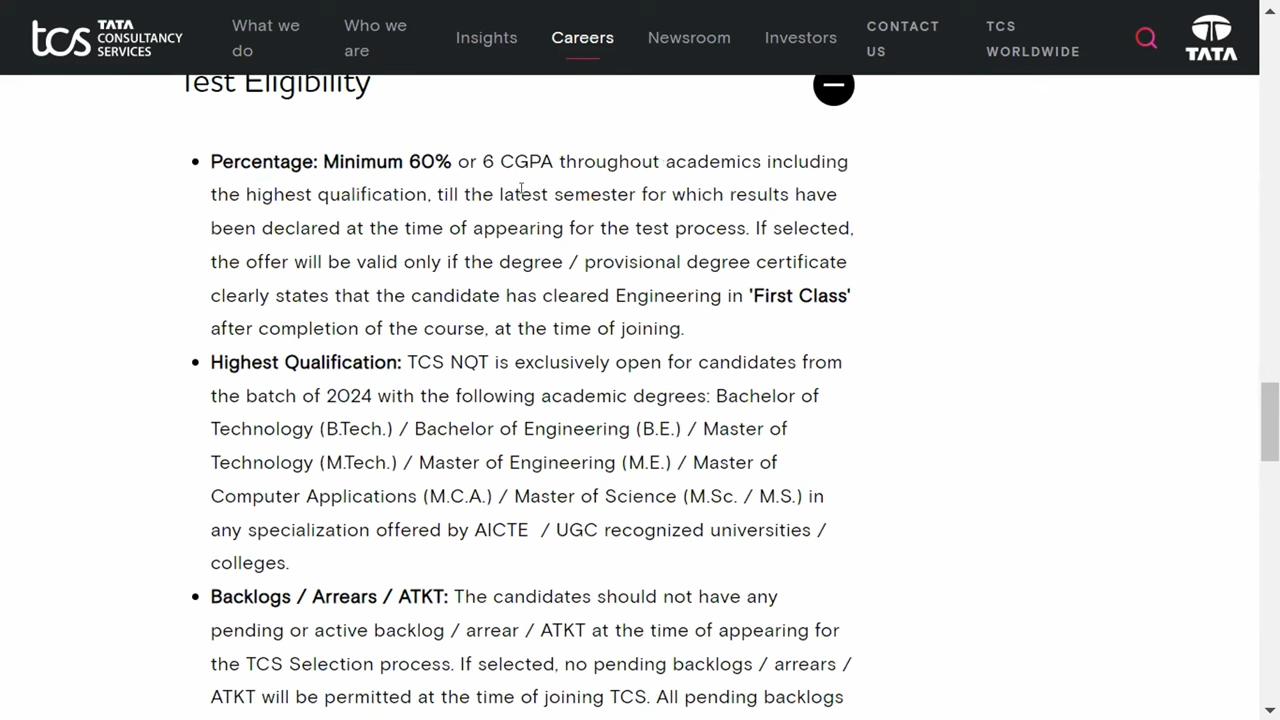 tcs TATA CONSULTANCY SERVICES
What we do
Who we are
Insights
Careers
Newsroom
Investors
CONTACT US
TCS WORLDWIDE
TATA
Test Eligibility
• Percentage: Minimum 60% or 6 CGPA throughout academics including
the highest qualification, till the latest semester for which results have
been declared at the time of appearing for the test process. If selected,
the offer will be valid only if the degree / provisional degree certificate
clearly states that the candidate has cleared Engineering in 'First Class'
after completion of the course, at the time of joining.
• Highest Qualification: TCS NQT is exclusively open for candidates from
the batch of 2024 with the following academic degrees: Bachelor of
Technology (B.Tech.) / Bachelor of Engineering (B.E.) / Master of
Technology (M.Tech.) / Master of Engineering (M.E.) / Master of
Computer Applications (M.C.A.) / Master of Science (M.Sc. / M.S.) in
any specialization offered by AICTE / UGC recognized universities /
colleges.
• Backlogs / Arrears / ATKT: The candidates should not have any
pending or active backlog / arrear / ATKT at the time of appearing for
the TCS Selection process. If selected, no pending backlogs / arrears /
ATKT will be permitted at the time of joining TCS. All pending backlogs